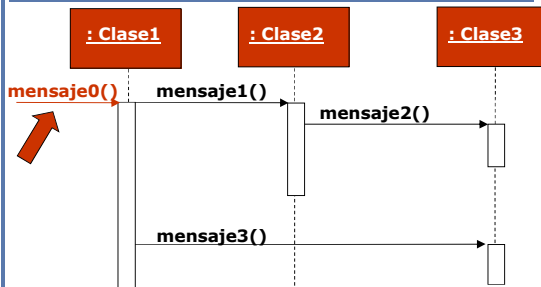 : Clase1
: Clase2
: Clase3
mensaje0()
mensaje1()
mensaje2()
mensaje3()